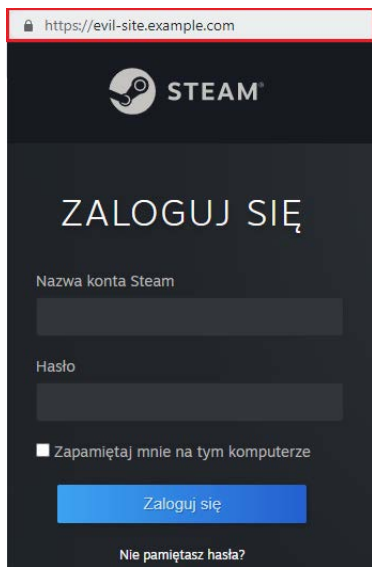 https://evil-site.example.com
STEAM®
ZALOGUJ SIĘ
Nazwa konta Steam
Hasło
Zapamiętaj mnie na tym komputerze
Zaloguj się
Nie pamiętasz hasła?